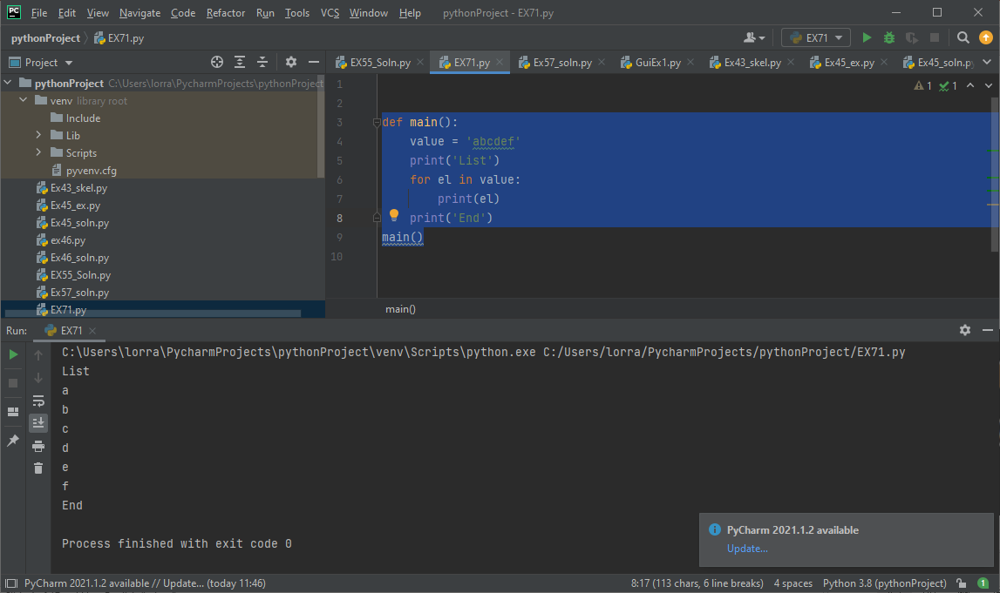 PC File Edit View Navigate Code Refactor Run Tools VCS Window Help pythonProject - EX71.py
pythonProject EX71.py EX71
Project EX55_Soln.py EX71.py Ex57_soln.py GuiEx1.py Ex43_skel.py Ex45_ex.py Ex45_soln.py
pythonProject C:\Users\lorra\PycharmProjects\pythonProject
venv library root
Include
Lib
Scripts
pyvenv.cfg
Ex43_skel.py
Ex45_ex.py
Ex45_soln.py
ex46.py
Ex46_soln.py
EX55_Soln.py
Ex57_soln.py
EX71.py
1
2
3 def main():
4 value = 'abcdef'
5 print('List')
6 for el in value:
7 print(el)
8 print('End')
9 main()
10
1 1
main()
Run: EX71
C:\Users\lorra\PycharmProjects\pythonProject\venv\Scripts\python.exe C:/Users/lorra/PycharmProjects/pythonProject/EX71.py
List
a
b
c
d
e
f
End
Process finished with exit code 0
PyCharm 2021.1.2 available
Update...
PyCharm 2021.1.2 available // Update... (today 11:46) 8:17 (113 chars, 6 line breaks) 4 spaces Python 3.8 (pythonProject) 1